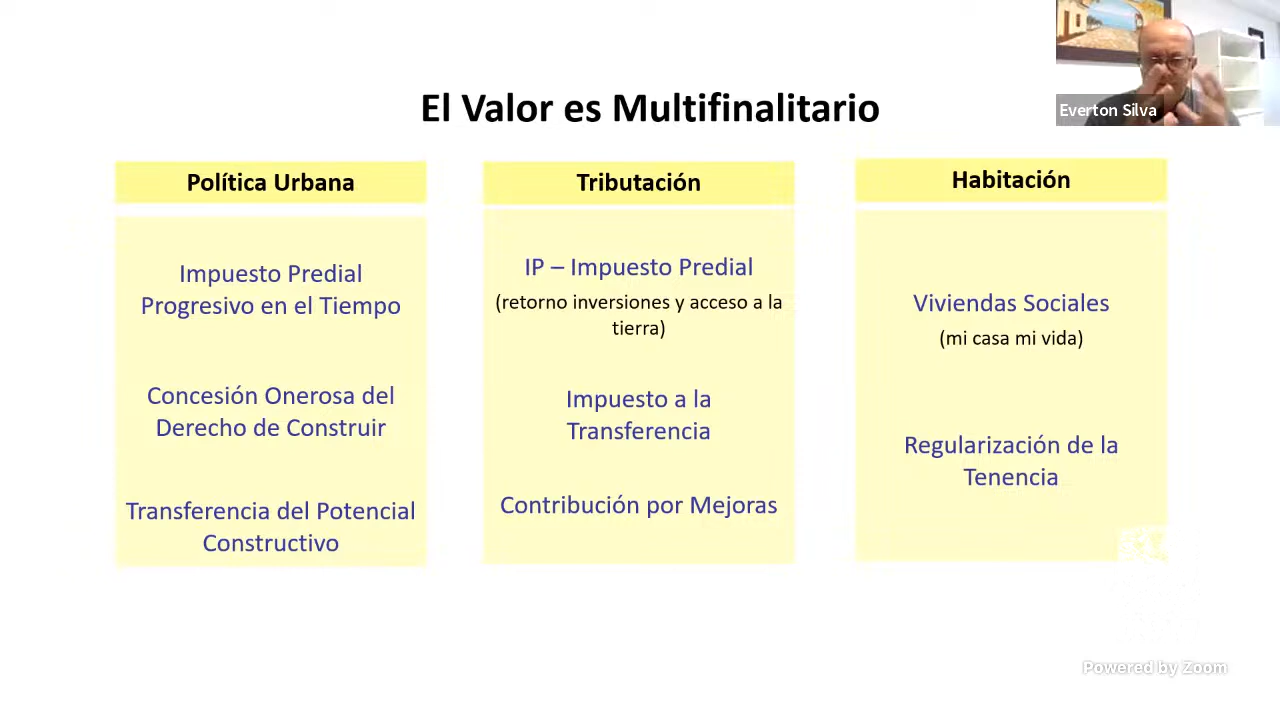 Everton Silva
El Valor es Multifinalitario
Política Urbana
Impuesto Predial
Progresivo en el Tiempo
Concesión Onerosa del
Derecho de Construir
Transferencia del Potencial
Constructivo
Tributación
IP – Impuesto Predial
(retorno inversiones y acceso a la
tierra)
Impuesto a la
Transferencia
Contribución por Mejoras
Habitación
Viviendas Sociales
(mi casa mi vida)
Regularización de la
Tenencia
Powered by Zoom